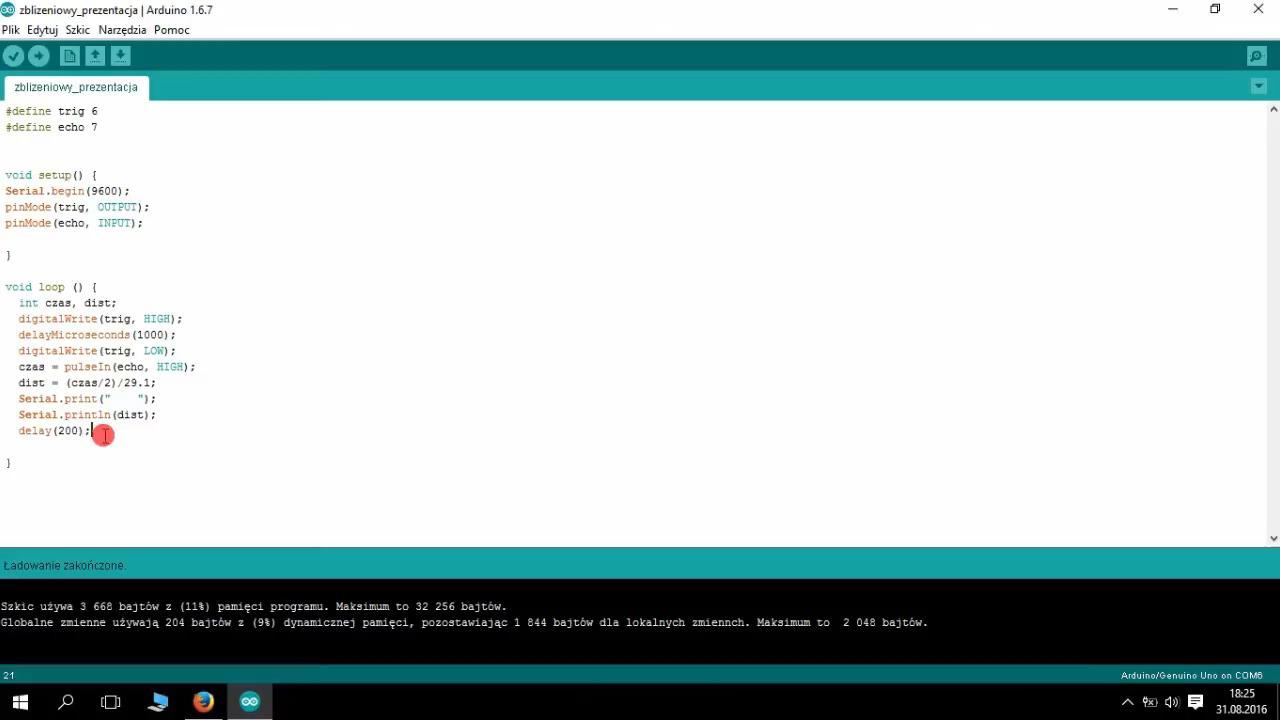 zblizeniowy_prezentacja | Arduino 1.6.7
Plik Edytuj Szkic Narzędzia Pomoc
zblizeniowy_prezentacja
#define trig 6
#define echo 7
void setup() {
Serial.begin(9600);
pinMode(trig, OUTPUT);
pinMode(echo, INPUT);
}
void loop () {
int czas, dist;
digitalWrite(trig, HIGH);
delayMicroseconds(1000);
digitalWrite(trig, LOW);
czas = pulseIn(echo, HIGH);
dist = (czas/2)/29.1;
Serial.print("    ");
Serial.println(dist);
delay(200);
}
Ładowanie zakończone.
Szkic używa 3 668 bajtów z (11%) pamięci programu. Maksimum to 32 256 bajtów.
Globalne zmienne używają 204 bajtów z (9%) dynamicznej pamięci, pozostawiając 1 844 bajtów dla lokalnych zmiennch. Maksimum to  2 048 bajtów.
21 Arduino/Genuino Uno on COM6
18:25
31.08.2016